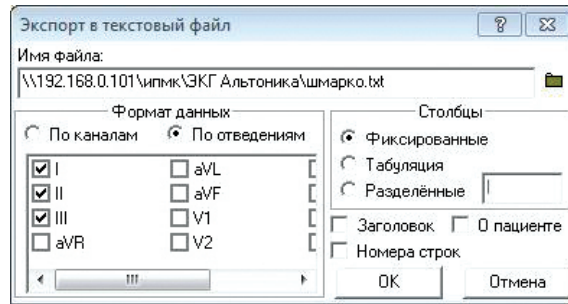 Экспорт в текстовый файл
Имя файла:
\\192.168.0.101\ипмк\ЭКГ Альтоника\шмарко.txt
Формат данных
По каналам По отведениям
I aVL
II aVF
III V1
aVR V2
Столбцы
Фиксированные
Табуляция
Разделённые
Заголовок О пациенте
Номера строк
OK Отмена